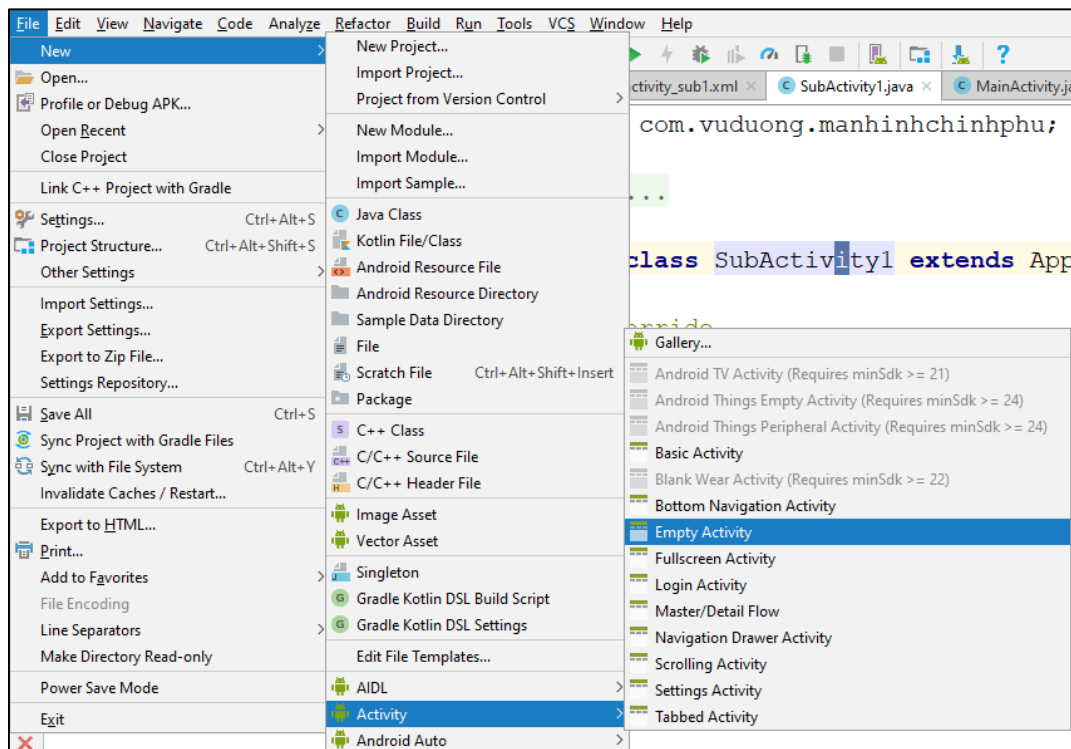 File Edit View Navigate Code Analyze Refactor Build Run Tools VCS Window Help
New
Open...
Profile or Debug APK...
Open Recent
Close Project
Link C++ Project with Gradle
Settings... Ctrl+Alt+S
Project Structure... Ctrl+Alt+Shift+S
Other Settings
Import Settings...
Export Settings...
Export to Zip File...
Settings Repository...
Save All Ctrl+S
Sync Project with Gradle Files
Sync with File System Ctrl+Alt+Y
Invalidate Caches / Restart...
Export to HTML...
Print...
Add to Favorites
File Encoding
Line Separators
Make Directory Read-only
Power Save Mode
Exit
New Project...
Import Project...
Project from Version Control
New Module...
Import Module...
Import Sample...
Java Class
Kotlin File/Class
Android Resource File
Android Resource Directory
Sample Data Directory
File
Scratch File Ctrl+Alt+Shift+Insert
Package
C++ Class
C/C++ Source File
C/C++ Header File
Image Asset
Vector Asset
Singleton
Gradle Kotlin DSL Build Script
Gradle Kotlin DSL Settings
Edit File Templates...
AIDL
Activity
Android Auto
ctivity_sub1.xml SubActivity1.java MainActivity.ja
com.vuduong.manhinhchinhphu;
...
class SubActivity1 extends App
erride
Gallery...
Android TV Activity (Requires minSdk >= 21)
Android Things Empty Activity (Requires minSdk >= 24)
Android Things Peripheral Activity (Requires minSdk >= 24)
Basic Activity
Blank Wear Activity (Requires minSdk >= 22)
Bottom Navigation Activity
Empty Activity
Fullscreen Activity
Login Activity
Master/Detail Flow
Navigation Drawer Activity
Scrolling Activity
Settings Activity
Tabbed Activity